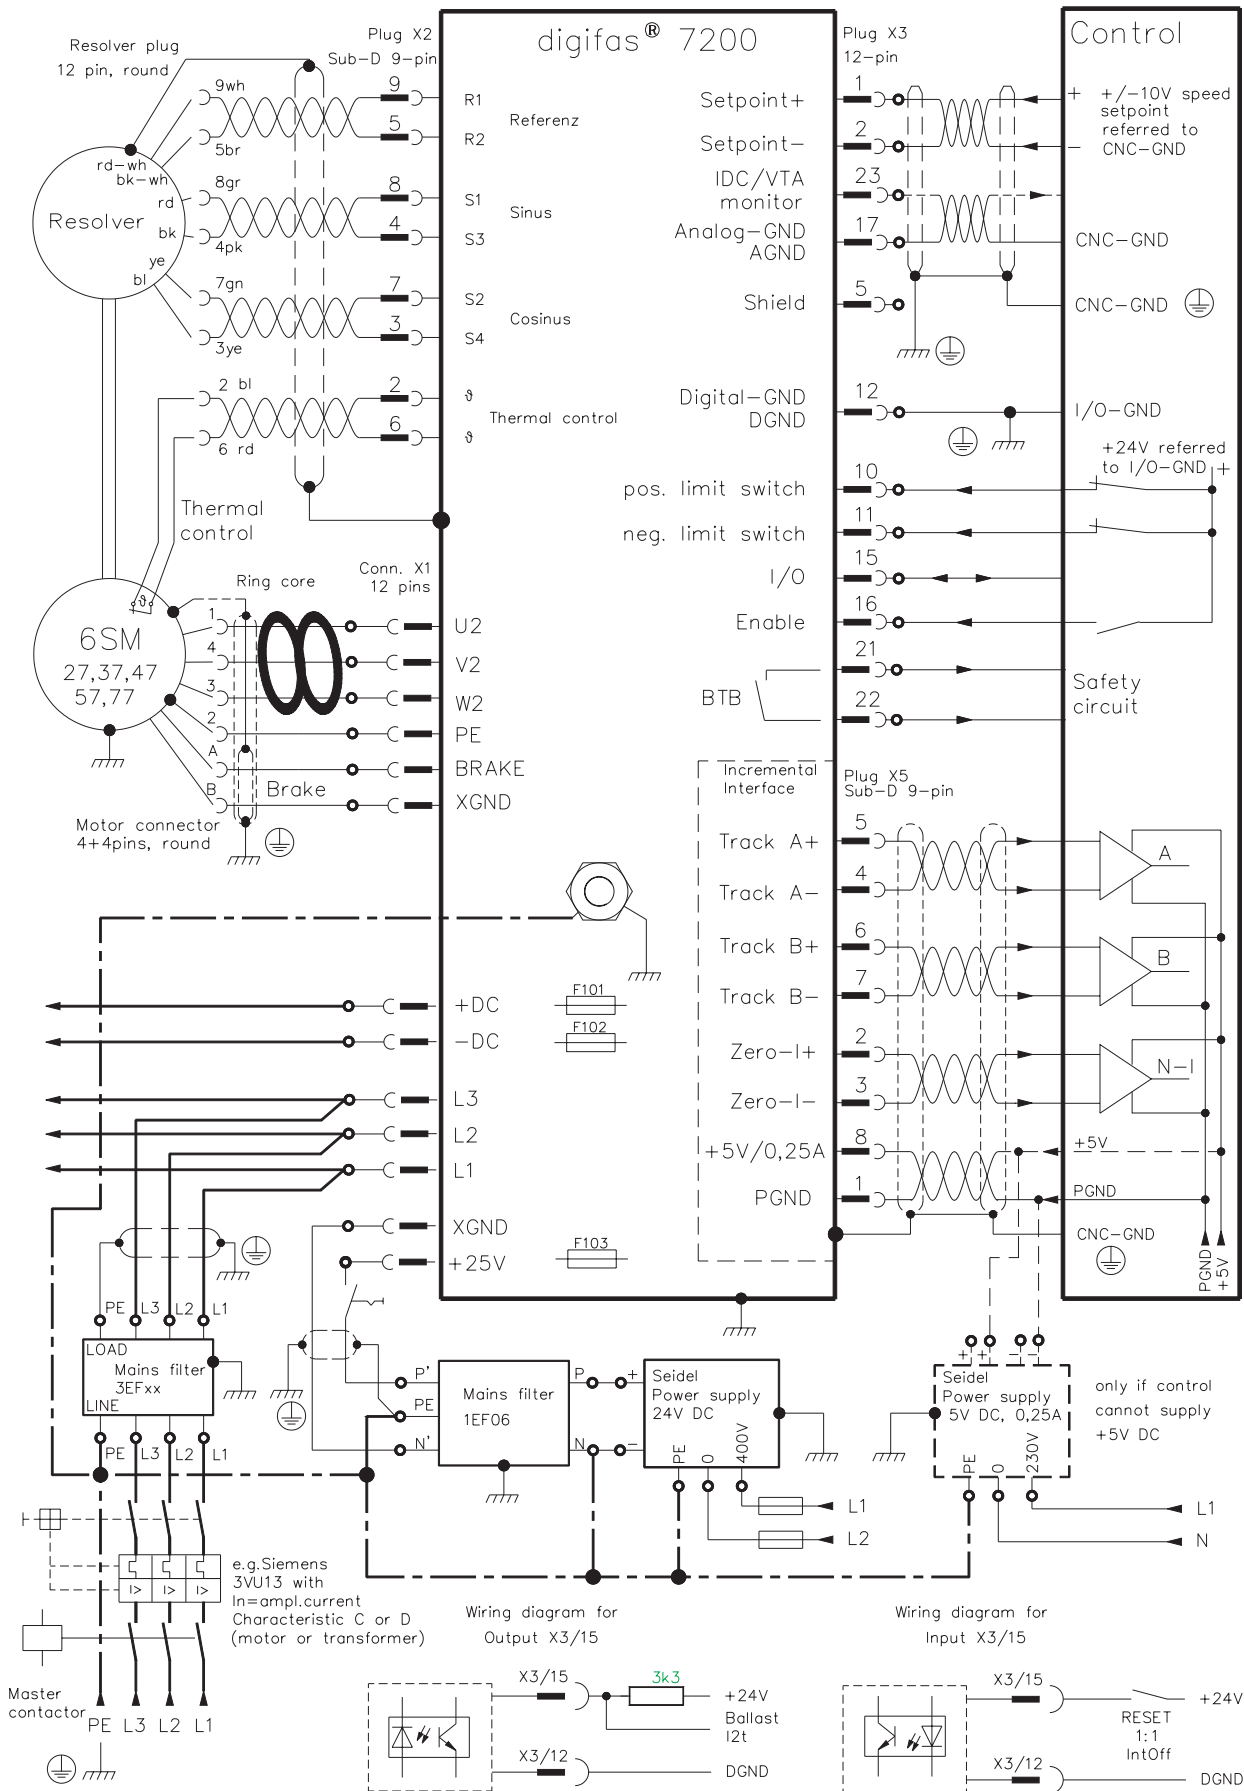 digifas® 7200
Control
Resolver plug
12 pin, round
Plug X2
Sub-D 9-pin
Plug X3
12-pin
9wh
5br
9
5
R1
R2
Referenz
rd-wh
bk-wh
Resolver
rd
bk
ye
bl
8gr
4pk
8
4
S1
S3
Sinus
7gn
3ye
7
3
S2
S4
Cosinus
2 bl
6 rd
2
6
ϑ
ϑ
Thermal control
Thermal
control
Setpoint+
1
+
+/-10V speed
setpoint
referred to
CNC-GND
Setpoint-
2
-
IDC/VTA
monitor
23
Analog-GND
AGND
17
CNC-GND
Shield
5
CNC-GND
Digital-GND
DGND
12
I/O-GND
+24V referred
to I/O-GND
+
pos. limit switch
10
neg. limit switch
11
I/O
15
Enable
16
BTB
21
22
Safety
circuit
Ring core
Conn. X1
12 pins
ϑ
6SM
27,37,47
57,77
1
4
3
2
A
B
U2
V2
W2
PE
BRAKE
XGND
Brake
Motor connector
4+4pins, round
Incremental
Interface
Plug X5
Sub-D 9-pin
Track A+
5
Track A-
4
A
Track B+
6
Track B-
7
B
Zero-I+
2
Zero-I-
3
N-I
+5V/0,25A
8
+5V
PGND
1
PGND
CNC-GND
PGND
+5V
+DC
F101
-DC
F102
L3
L2
L1
XGND
+25V
F103
PE
L3
L2
L1
LOAD
Mains filter
3EFxx
LINE
PE
L3
L2
L1
P'
PE
N'
Mains filter
1EF06
P
N
+
-
Seidel
Power supply
24V DC
PE
0
400V
L1
L2
+
+
-
-
Seidel
Power supply
5V DC, 0,25A
PE
0
230V
only if control
cannot supply
+5V DC
L1
N
I>
I>
I>
e.g.Siemens
3VU13 with
In=ampl.current
Characteristic C or D
(motor or transformer)
Master
contactor
PE
L3
L2
L1
Wiring diagram for
Output X3/15
X3/15
3k3
+24V
Ballast
I2t
X3/12
DGND
Wiring diagram for
Input X3/15
X3/15
+24V
RESET
1:1
IntOff
X3/12
DGND